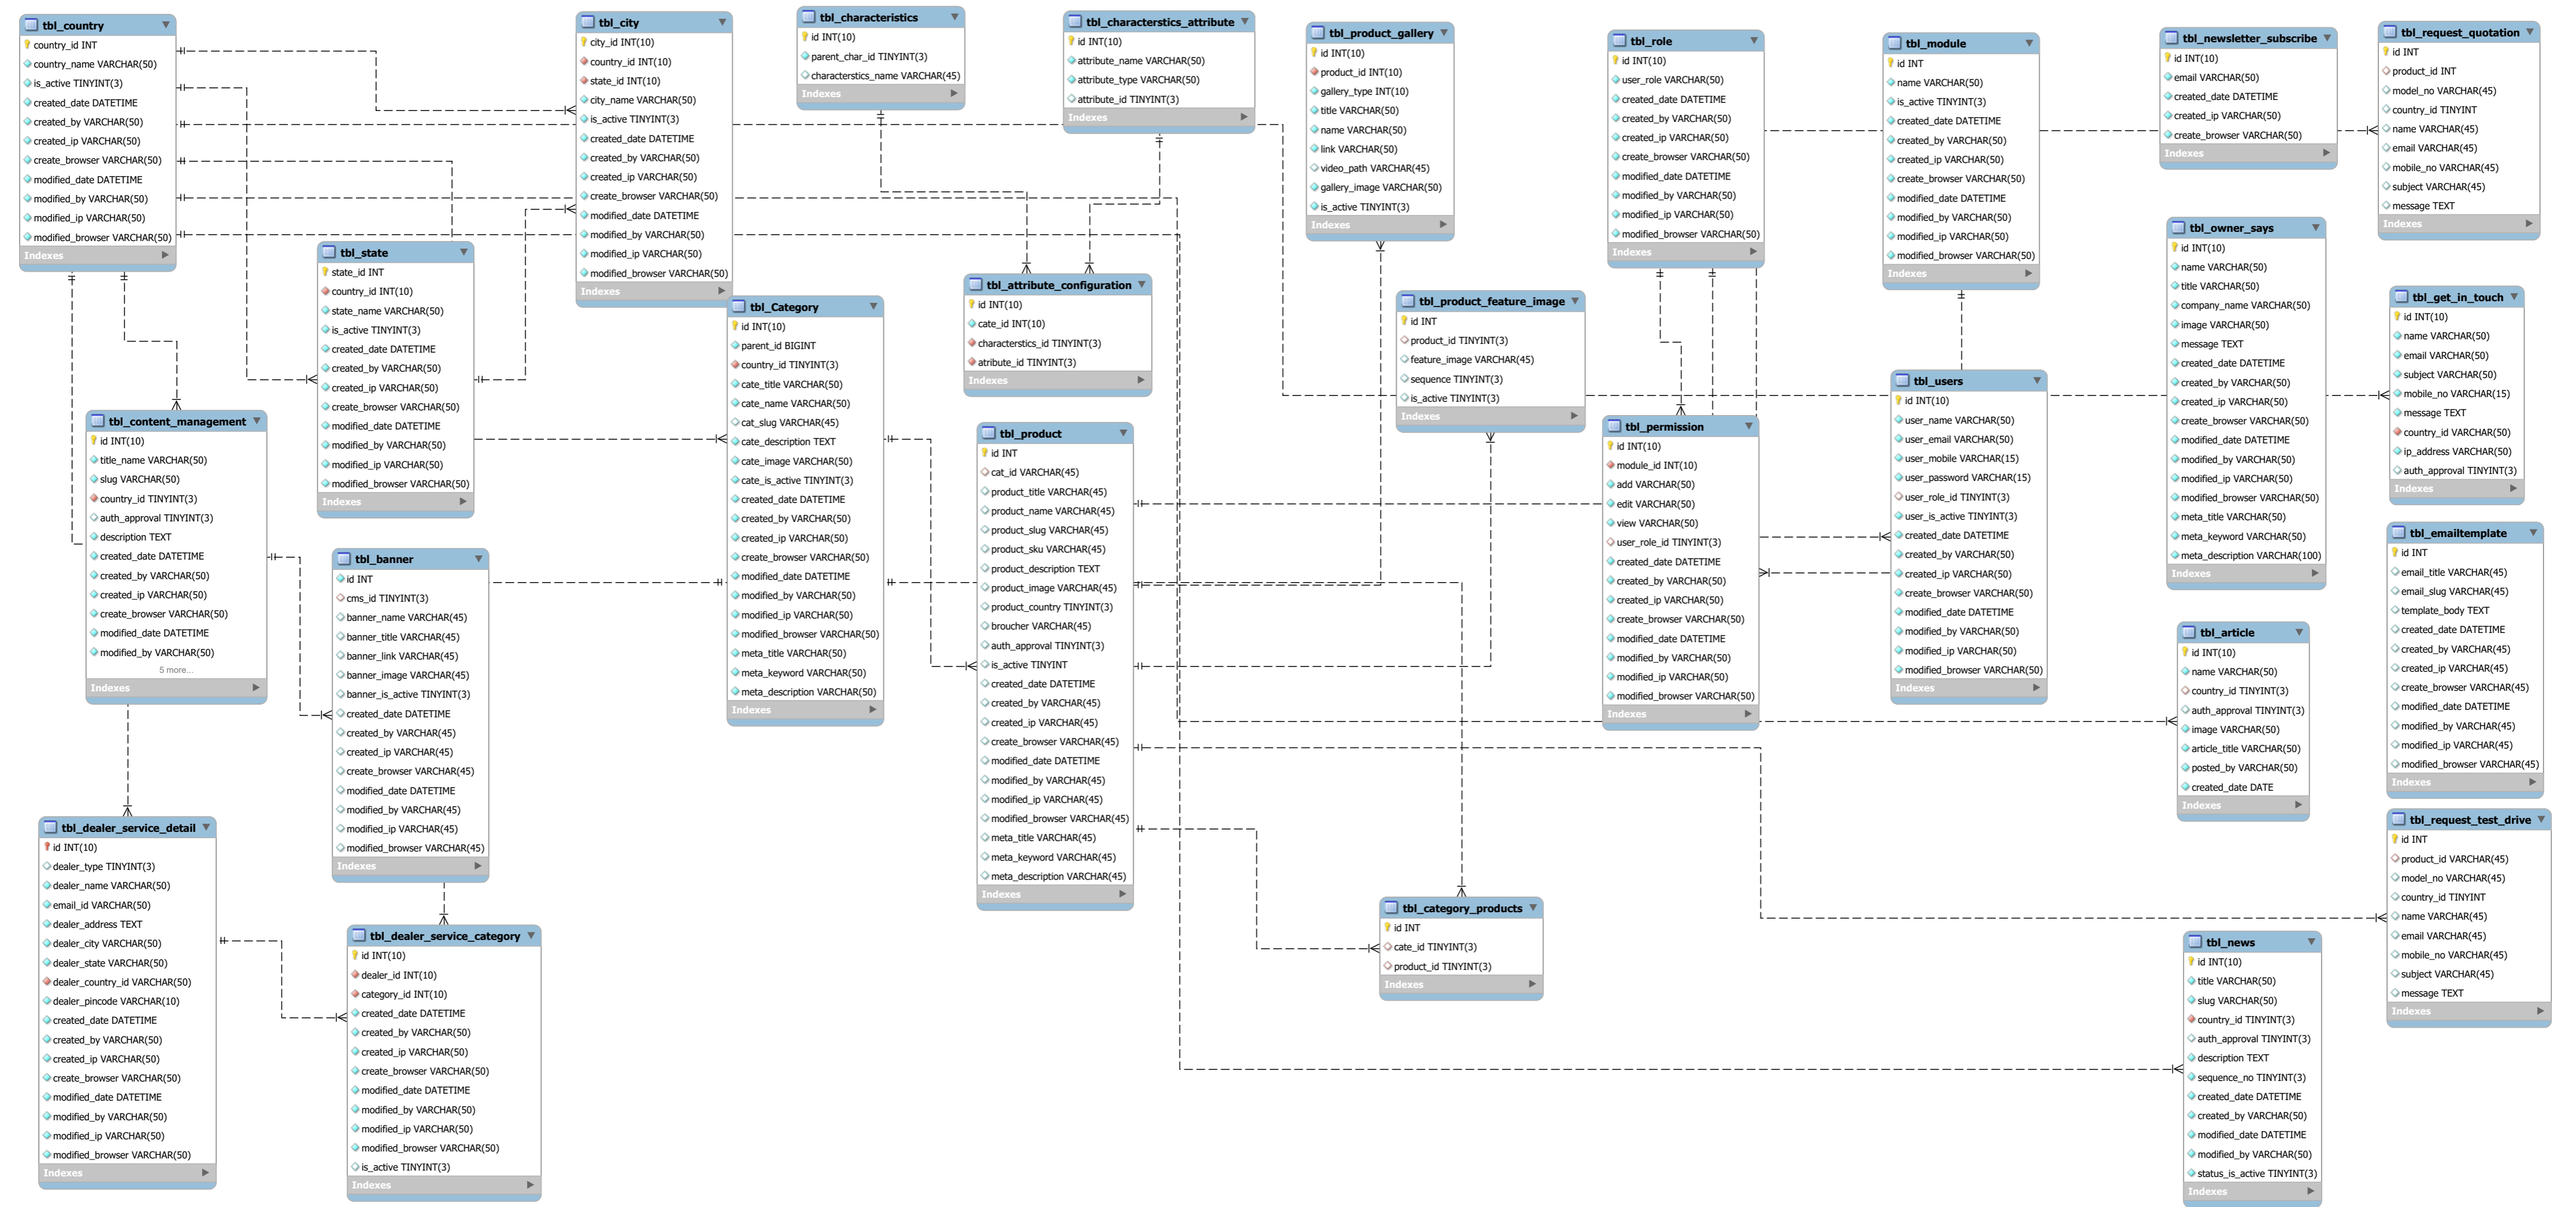 tbl_country
country_id INT
country_name VARCHAR(50)
is_active TINYINT(3)
created_date DATETIME
created_by VARCHAR(50)
created_ip VARCHAR(50)
create_browser VARCHAR(50)
modified_date DATETIME
modified_by VARCHAR(50)
modified_ip VARCHAR(50)
modified_browser VARCHAR(50)
Indexes
tbl_state
state_id INT
country_id INT(10)
state_name VARCHAR(50)
is_active TINYINT(3)
created_date DATETIME
created_by VARCHAR(50)
created_ip VARCHAR(50)
create_browser VARCHAR(50)
modified_date DATETIME
modified_by VARCHAR(50)
modified_ip VARCHAR(50)
modified_browser VARCHAR(50)
Indexes
tbl_content_management
id INT(10)
title_name VARCHAR(50)
slug VARCHAR(50)
country_id TINYINT(3)
auth_approval TINYINT(3)
description TEXT
created_date DATETIME
created_by VARCHAR(50)
created_ip VARCHAR(50)
create_browser VARCHAR(50)
modified_date DATETIME
modified_by VARCHAR(50)
5 more...
Indexes
tbl_banner
id INT
cms_id TINYINT(3)
banner_name VARCHAR(45)
banner_title VARCHAR(45)
banner_link VARCHAR(45)
banner_image VARCHAR(45)
banner_is_active TINYINT(3)
created_date DATETIME
created_by VARCHAR(45)
created_ip VARCHAR(45)
create_browser VARCHAR(45)
modified_date DATETIME
modified_by VARCHAR(45)
modified_ip VARCHAR(45)
modified_browser VARCHAR(45)
Indexes
tbl_dealer_service_detail
id INT(10)
dealer_type TINYINT(3)
dealer_name VARCHAR(50)
email_id VARCHAR(50)
dealer_address TEXT
dealer_city VARCHAR(50)
dealer_state VARCHAR(50)
dealer_country_id VARCHAR(50)
dealer_pincode VARCHAR(10)
created_date DATETIME
created_by VARCHAR(50)
created_ip VARCHAR(50)
create_browser VARCHAR(50)
modified_date DATETIME
modified_by VARCHAR(50)
modified_ip VARCHAR(50)
modified_browser VARCHAR(50)
Indexes
tbl_dealer_service_category
id INT(10)
dealer_id INT(10)
category_id INT(10)
created_date DATETIME
created_by VARCHAR(50)
created_ip VARCHAR(50)
create_browser VARCHAR(50)
modified_date DATETIME
modified_by VARCHAR(50)
modified_ip VARCHAR(50)
modified_browser VARCHAR(50)
is_active TINYINT(3)
Indexes
tbl_city
city_id INT(10)
country_id INT(10)
state_id INT(10)
city_name VARCHAR(50)
is_active TINYINT(3)
created_date DATETIME
created_by VARCHAR(50)
created_ip VARCHAR(50)
create_browser VARCHAR(50)
modified_date DATETIME
modified_by VARCHAR(50)
modified_ip VARCHAR(50)
modified_browser VARCHAR(50)
Indexes
tbl_Category
id INT(10)
parent_id BIGINT
country_id TINYINT(3)
cate_title VARCHAR(50)
cate_name VARCHAR(50)
cat_slug VARCHAR(45)
cate_description TEXT
cate_image VARCHAR(50)
cate_is_active TINYINT(3)
created_date DATETIME
created_by VARCHAR(50)
created_ip VARCHAR(50)
create_browser VARCHAR(50)
modified_date DATETIME
modified_by VARCHAR(50)
modified_ip VARCHAR(50)
modified_browser VARCHAR(50)
meta_title VARCHAR(50)
meta_keyword VARCHAR(50)
meta_description VARCHAR(50)
Indexes
tbl_characteristics
id INT(10)
parent_char_id TINYINT(3)
characterstics_name VARCHAR(45)
Indexes
tbl_characterstics_attribute
id INT(10)
attribute_name VARCHAR(50)
attribute_type VARCHAR(50)
attribute_id TINYINT(3)
Indexes
tbl_attribute_configuration
id INT(10)
cate_id INT(10)
characterstics_id TINYINT(3)
atribute_id TINYINT(3)
Indexes
tbl_product
id INT
cat_id VARCHAR(45)
product_title VARCHAR(45)
product_name VARCHAR(45)
product_slug VARCHAR(45)
product_sku VARCHAR(45)
product_description TEXT
product_image VARCHAR(45)
product_country TINYINT(3)
broucher VARCHAR(45)
auth_approval TINYINT(3)
is_active TINYINT
created_date DATETIME
created_by VARCHAR(45)
created_ip VARCHAR(45)
create_browser VARCHAR(45)
modified_date DATETIME
modified_by VARCHAR(45)
modified_ip VARCHAR(45)
modified_browser VARCHAR(45)
meta_title VARCHAR(45)
meta_keyword VARCHAR(45)
meta_description VARCHAR(45)
Indexes
tbl_product_gallery
id INT(10)
product_id INT(10)
gallery_type INT(10)
title VARCHAR(50)
name VARCHAR(50)
link VARCHAR(50)
video_path VARCHAR(45)
gallery_image VARCHAR(50)
is_active TINYINT(3)
Indexes
tbl_product_feature_image
id INT
product_id TINYINT(3)
feature_image VARCHAR(45)
sequence TINYINT(3)
is_active TINYINT(3)
Indexes
tbl_category_products
id INT
cate_id TINYINT(3)
product_id TINYINT(3)
Indexes
tbl_role
id INT(10)
user_role VARCHAR(50)
created_date DATETIME
created_by VARCHAR(50)
created_ip VARCHAR(50)
create_browser VARCHAR(50)
modified_date DATETIME
modified_by VARCHAR(50)
modified_ip VARCHAR(50)
modified_browser VARCHAR(50)
Indexes
tbl_permission
id INT(10)
module_id INT(10)
add VARCHAR(50)
edit VARCHAR(50)
view VARCHAR(50)
user_role_id TINYINT(3)
created_date DATETIME
created_by VARCHAR(50)
created_ip VARCHAR(50)
create_browser VARCHAR(50)
modified_date DATETIME
modified_by VARCHAR(50)
modified_ip VARCHAR(50)
modified_browser VARCHAR(50)
Indexes
tbl_module
id INT
name VARCHAR(50)
is_active TINYINT(3)
created_date DATETIME
created_by VARCHAR(50)
created_ip VARCHAR(50)
create_browser VARCHAR(50)
modified_date DATETIME
modified_by VARCHAR(50)
modified_ip VARCHAR(50)
modified_browser VARCHAR(50)
Indexes
tbl_users
id INT(10)
user_name VARCHAR(50)
user_email VARCHAR(50)
user_mobile VARCHAR(15)
user_password VARCHAR(15)
user_role_id TINYINT(3)
user_is_active TINYINT(3)
created_date DATETIME
created_by VARCHAR(50)
created_ip VARCHAR(50)
create_browser VARCHAR(50)
modified_date DATETIME
modified_by VARCHAR(50)
modified_ip VARCHAR(50)
modified_browser VARCHAR(50)
Indexes
tbl_newsletter_subscribe
id INT(10)
email VARCHAR(50)
created_date DATETIME
created_ip VARCHAR(50)
create_browser VARCHAR(50)
Indexes
tbl_owner_says
id INT(10)
name VARCHAR(50)
title VARCHAR(50)
company_name VARCHAR(50)
image VARCHAR(50)
message TEXT
created_date DATETIME
created_by VARCHAR(50)
created_ip VARCHAR(50)
create_browser VARCHAR(50)
modified_date DATETIME
modified_by VARCHAR(50)
modified_ip VARCHAR(50)
modified_browser VARCHAR(50)
meta_title VARCHAR(50)
meta_keyword VARCHAR(50)
meta_description VARCHAR(100)
Indexes
tbl_article
id INT(10)
name VARCHAR(50)
country_id TINYINT(3)
auth_approval TINYINT(3)
image VARCHAR(50)
article_title VARCHAR(50)
posted_by VARCHAR(50)
created_date DATE
Indexes
tbl_news
id INT(10)
title VARCHAR(50)
slug VARCHAR(50)
country_id TINYINT(3)
auth_approval TINYINT(3)
description TEXT
sequence_no TINYINT(3)
created_date DATETIME
created_by VARCHAR(50)
modified_date DATETIME
modified_by VARCHAR(50)
status_is_active TINYINT(3)
Indexes
tbl_request_quotation
id INT
product_id INT
model_no VARCHAR(45)
country_id TINYINT
name VARCHAR(45)
email VARCHAR(45)
mobile_no VARCHAR(45)
subject VARCHAR(45)
message TEXT
Indexes
tbl_get_in_touch
id INT(10)
name VARCHAR(50)
email VARCHAR(50)
subject VARCHAR(50)
mobile_no VARCHAR(15)
message TEXT
country_id VARCHAR(50)
ip_address VARCHAR(50)
auth_approval TINYINT(3)
Indexes
tbl_emailtemplate
id INT
email_title VARCHAR(45)
email_slug VARCHAR(45)
template_body TEXT
created_date DATETIME
created_by VARCHAR(45)
created_ip VARCHAR(45)
create_browser VARCHAR(45)
modified_date DATETIME
modified_by VARCHAR(45)
modified_ip VARCHAR(45)
modified_browser VARCHAR(45)
Indexes
tbl_request_test_drive
id INT
product_id VARCHAR(45)
model_no VARCHAR(45)
country_id TINYINT
name VARCHAR(45)
email VARCHAR(45)
mobile_no VARCHAR(45)
subject VARCHAR(45)
message TEXT
Indexes